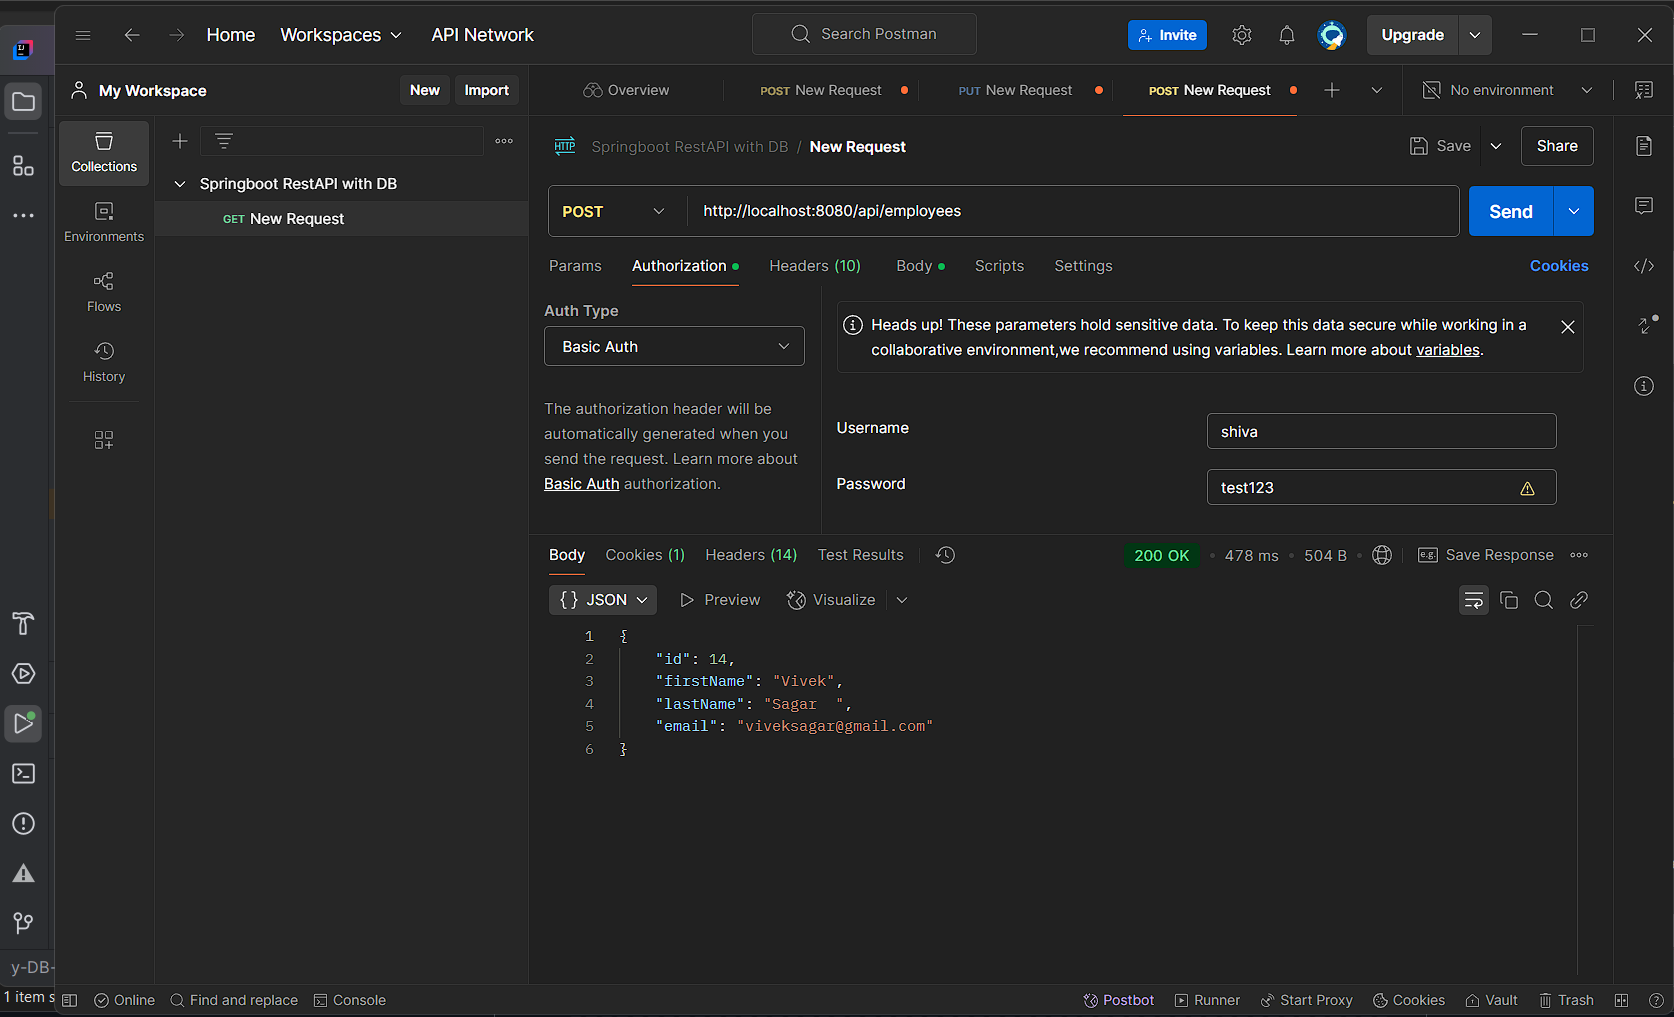 Home Workspaces API Network Search Postman Invite Upgrade
My Workspace New Import Overview POST New Request PUT New Request POST New Request No environment
Collections
Environments
Flows
History
Springboot RestAPI with DB
GET New Request
HTTP Springboot RestAPI with DB / New Request Save Share
POST http://localhost:8080/api/employees Send
Params Authorization Headers (10) Body Scripts Settings Cookies
Auth Type
Basic Auth
The authorization header will be
automatically generated when you
send the request. Learn more about
Basic Auth authorization.
Heads up! These parameters hold sensitive data. To keep this data secure while working in a
collaborative environment,we recommend using variables. Learn more about variables.
Username shiva
Password test123
Body Cookies (1) Headers (14) Test Results 200 OK 478 ms 504 B e.g. Save Response
{} JSON Preview Visualize
1 {
2 "id": 14,
3 "firstName": "Vivek",
4 "lastName": "Sagar  ",
5 "email": "viveksagar@gmail.com"
6 }
y-DB-
1 item s
Online Find and replace Console Postbot Runner Start Proxy Cookies Vault Trash